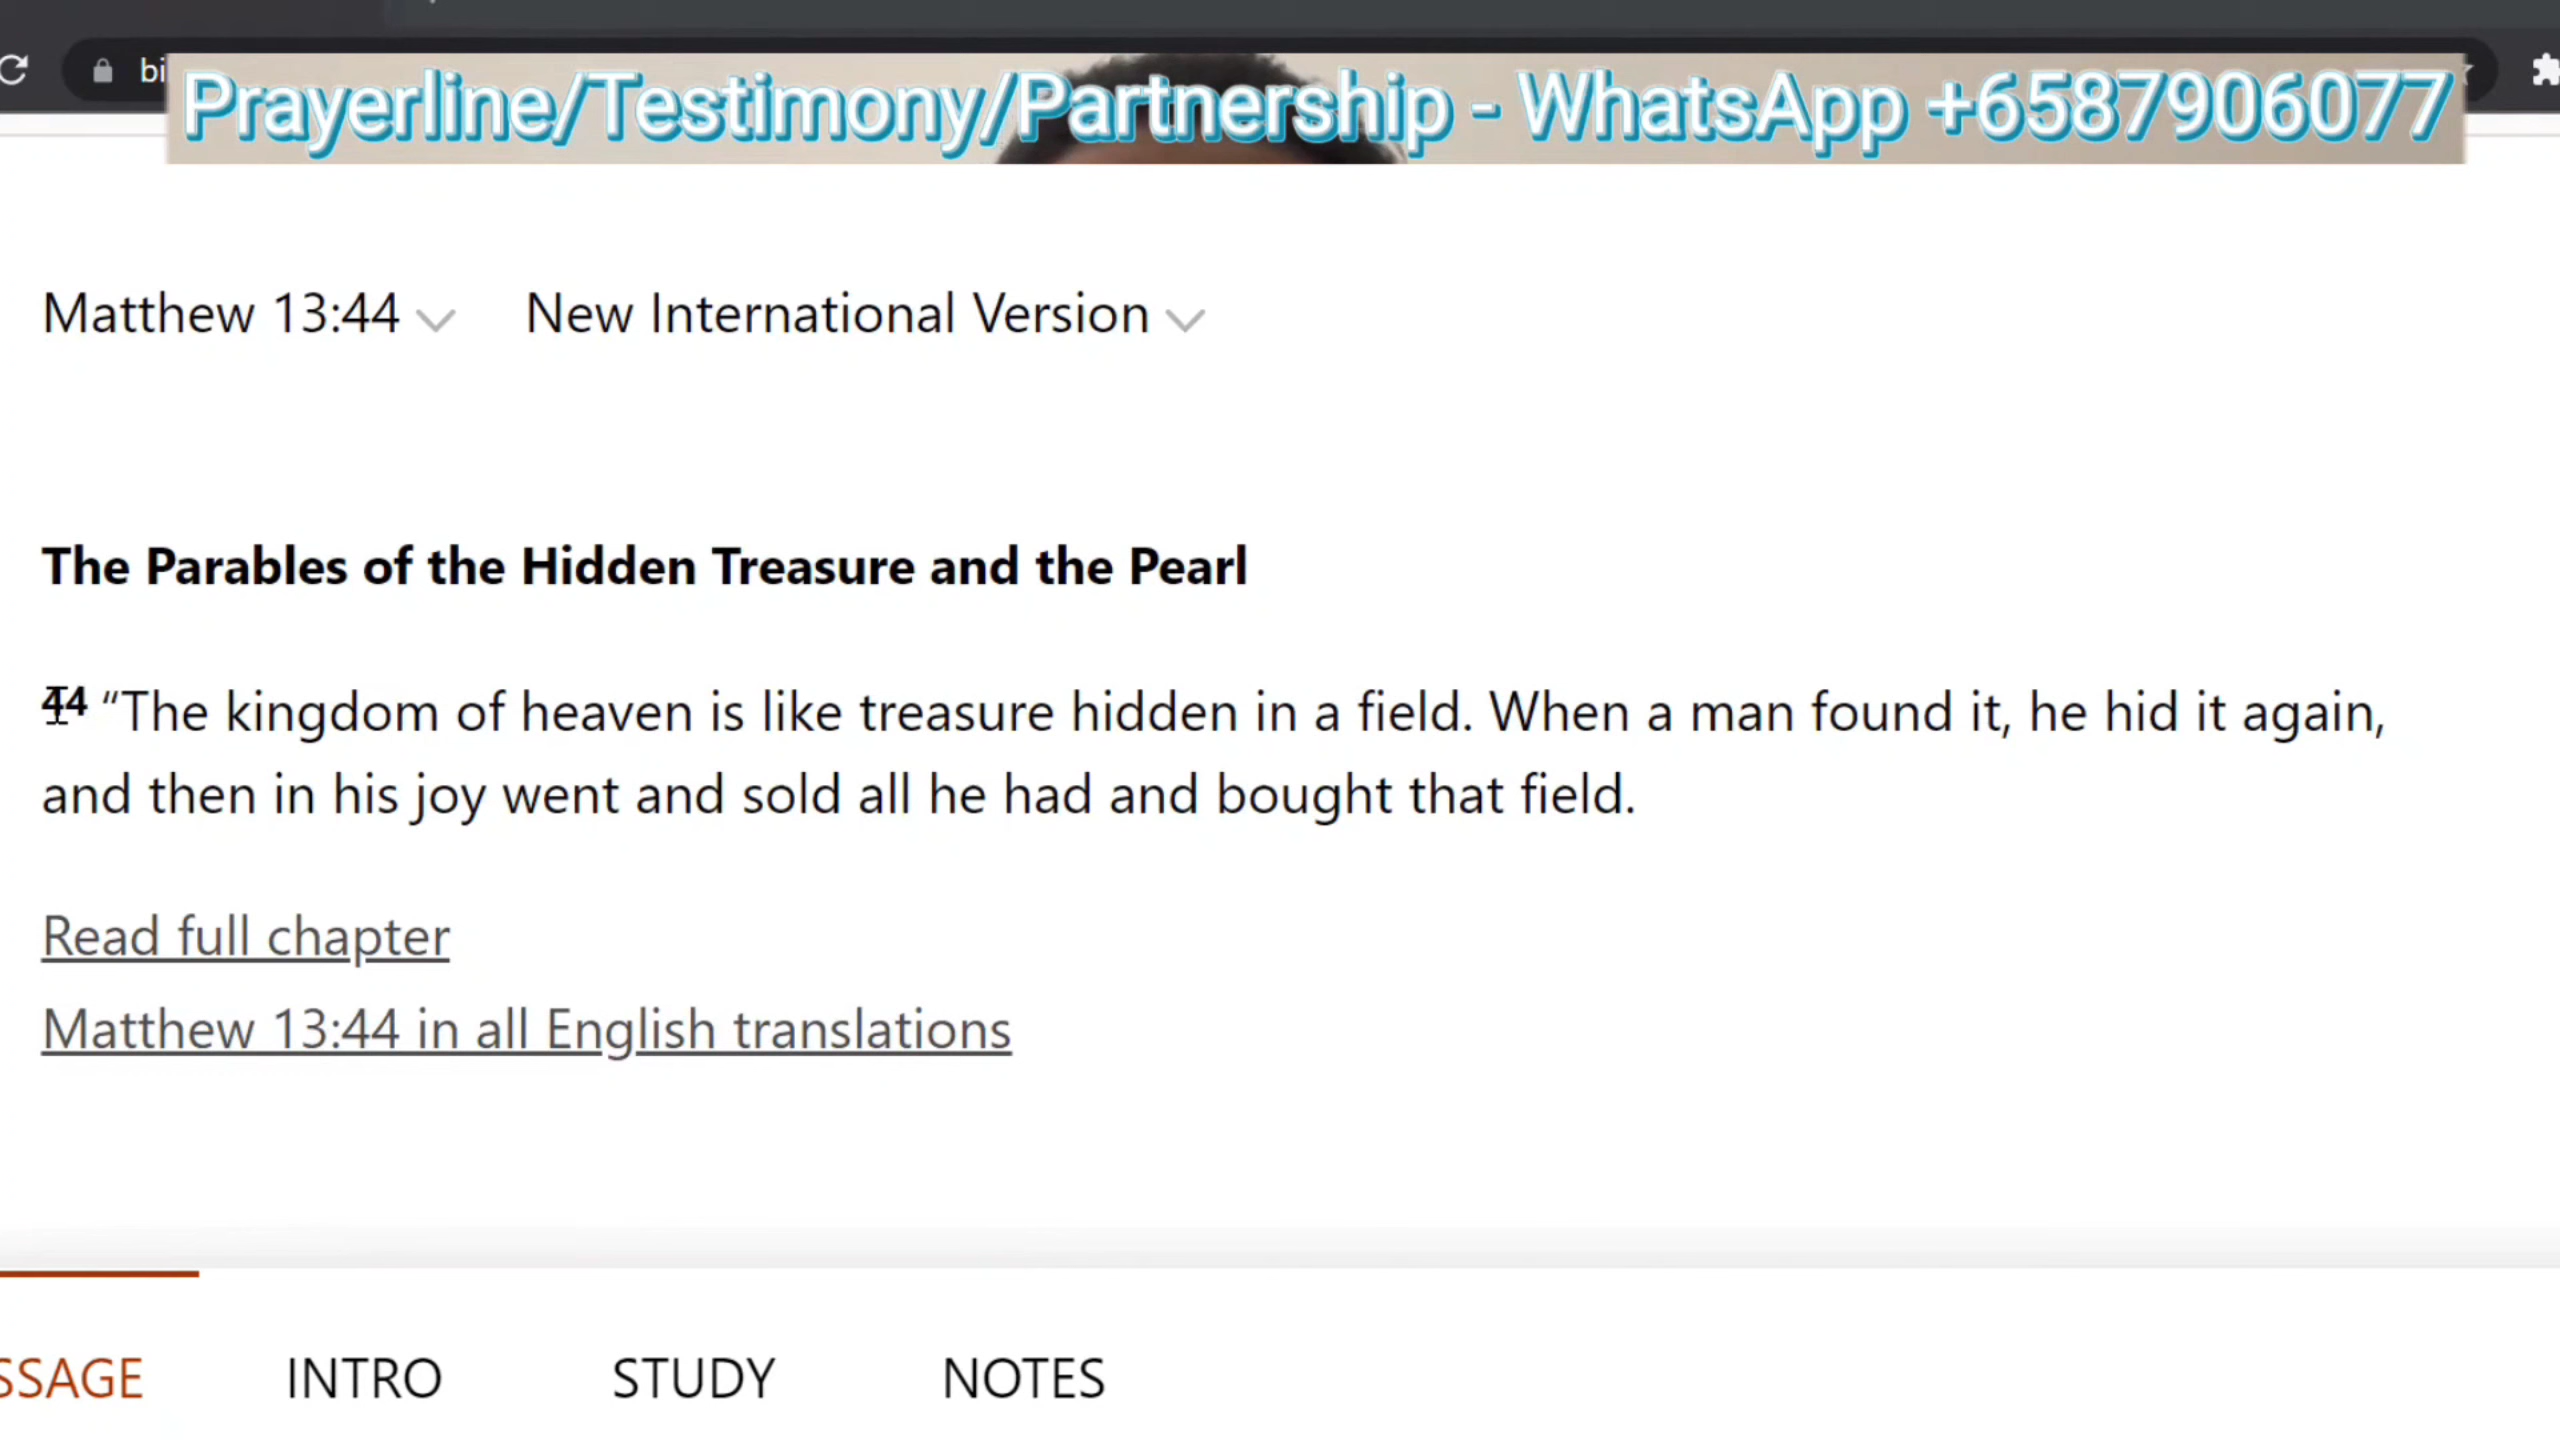 bi
Prayerline/Testimony/Partnership - WhatsApp +6587906077
Matthew 13:44 New International Version
The Parables of the Hidden Treasure and the Pearl
44 “The kingdom of heaven is like treasure hidden in a field. When a man found it, he hid it again,
and then in his joy went and sold all he had and bought that field.
Read full chapter
Matthew 13:44 in all English translations
SSAGE INTRO STUDY NOTES